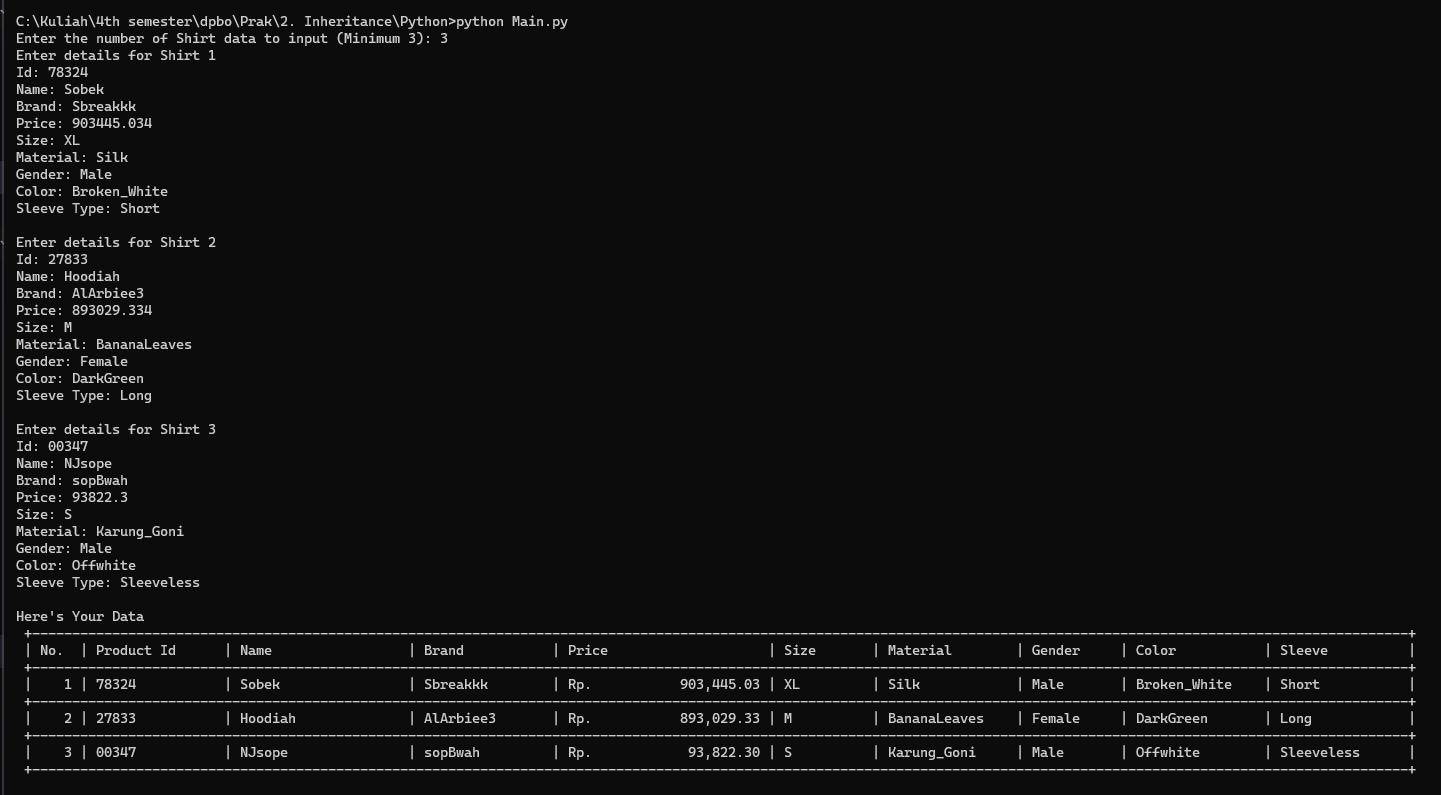 C:\Kuliah\4th semester\dpbo\Prak\2. Inheritance\Python>python Main.py
Enter the number of Shirt data to input (Minimum 3): 3
Enter details for Shirt 1
Id: 78324
Name: Sobek
Brand: Sbreakkk
Price: 903445.034
Size: XL
Material: Silk
Gender: Male
Color: Broken_White
Sleeve Type: Short

Enter details for Shirt 2
Id: 27833
Name: Hoodiah
Brand: AlArbiee3
Price: 893029.334
Size: M
Material: BananaLeaves
Gender: Female
Color: DarkGreen
Sleeve Type: Long

Enter details for Shirt 3
Id: 00347
Name: NJsope
Brand: sopBwah
Price: 93822.3
Size: S
Material: Karung_Goni
Gender: Male
Color: Offwhite
Sleeve Type: Sleeveless

Here's Your Data
| No. | Product Id | Name | Brand | Price | Size | Material | Gender | Color | Sleeve |
| 1 | 78324 | Sobek | Sbreakkk | Rp. 903,445.03 | XL | Silk | Male | Broken_White | Short |
| 2 | 27833 | Hoodiah | AlArbiee3 | Rp. 893,029.33 | M | BananaLeaves | Female | DarkGreen | Long |
| 3 | 00347 | NJsope | sopBwah | Rp. 93,822.30 | S | Karung_Goni | Male | Offwhite | Sleeveless |